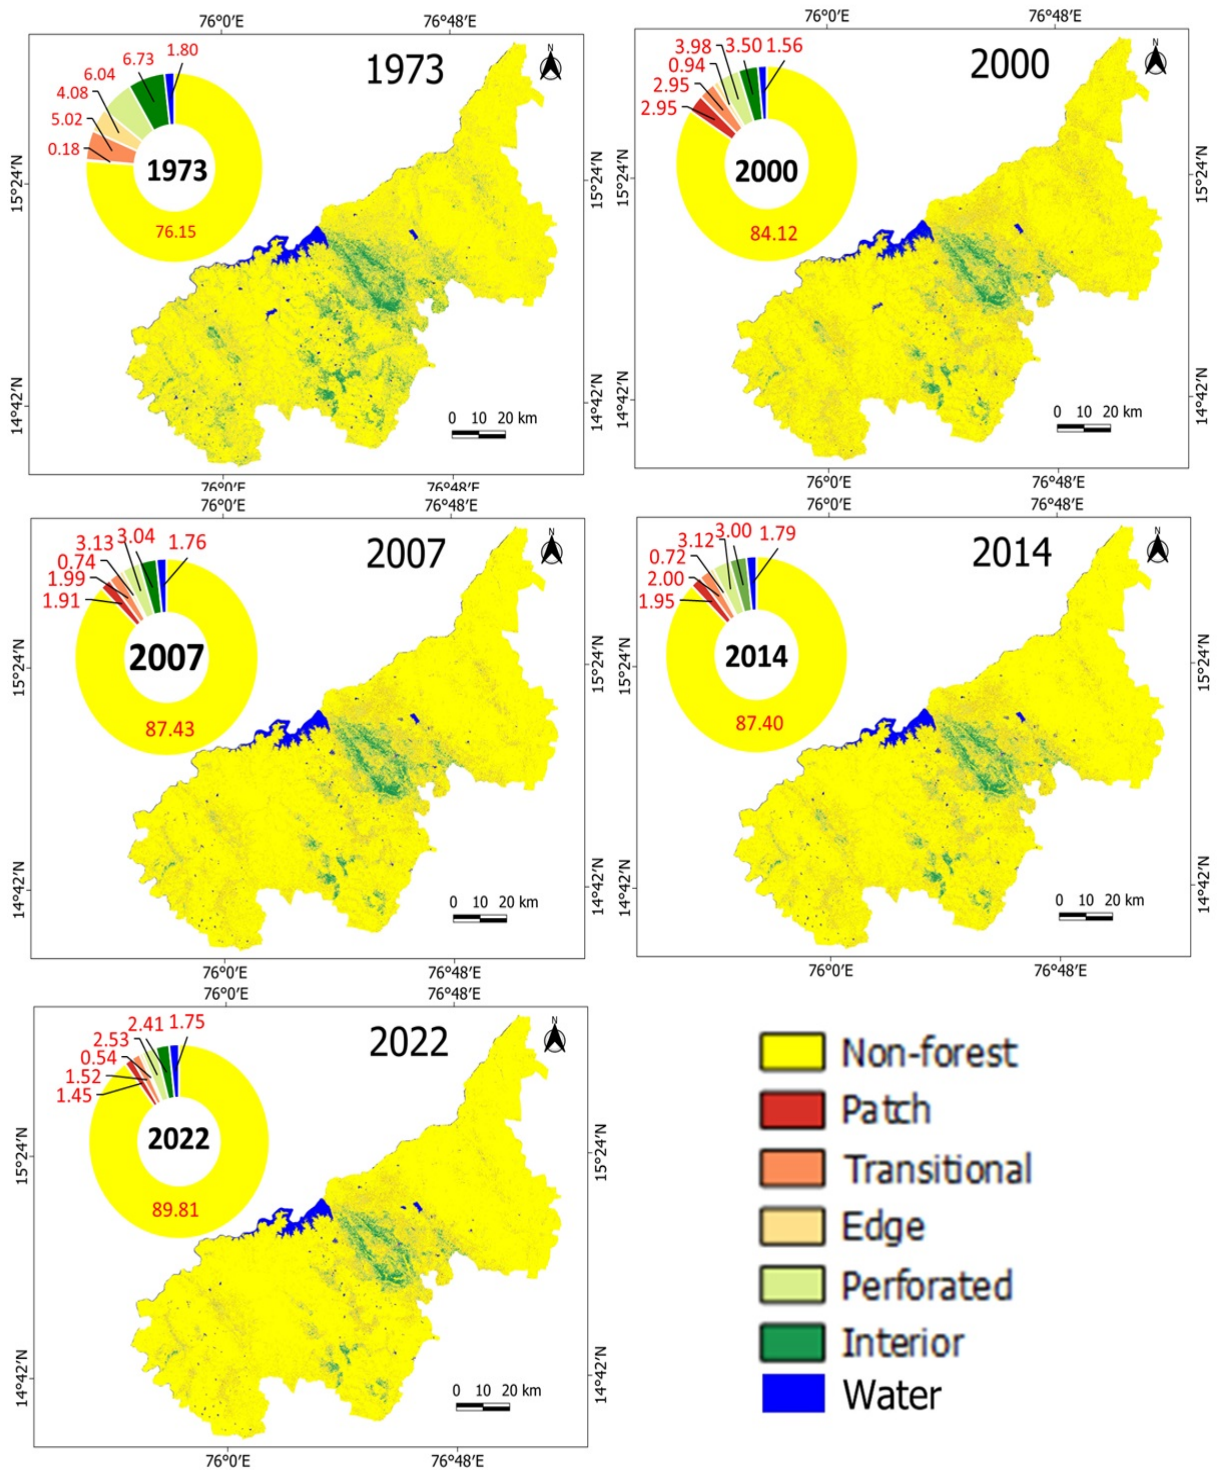 76°0′E 76°48′E
1973
N
6.73 1.80
6.04
4.08
5.02
0.18
1973
76.15
15°24′N 15°24′N
14°42′N 14°42′N
0 10 20 km
76°0′E 76°48′E
76°0′E 76°48′E
2000
N
3.98 3.50 1.56
0.94
2.95
2.95
2000
84.12
15°24′N 15°24′N
14°42′N 14°42′N
0 10 20 km
76°0′E 76°48′E
76°0′E 76°48′E
2007
N
3.13 3.04 1.76
0.74
1.99
1.91
2007
87.43
15°24′N 15°24′N
14°42′N 14°42′N
0 10 20 km
76°0′E 76°48′E
76°0′E 76°48′E
2014
N
3.12 3.00 1.79
0.72
2.00
1.95
2014
87.40
15°24′N 15°24′N
14°42′N 14°42′N
0 10 20 km
76°0′E 76°48′E
76°0′E 76°48′E
2022
N
2.41 1.75
2.53
0.54
1.52
1.45
2022
89.81
15°24′N 15°24′N
14°42′N 14°42′N
0 10 20 km
76°0′E 76°48′E
Non-forest
Patch
Transitional
Edge
Perforated
Interior
Water